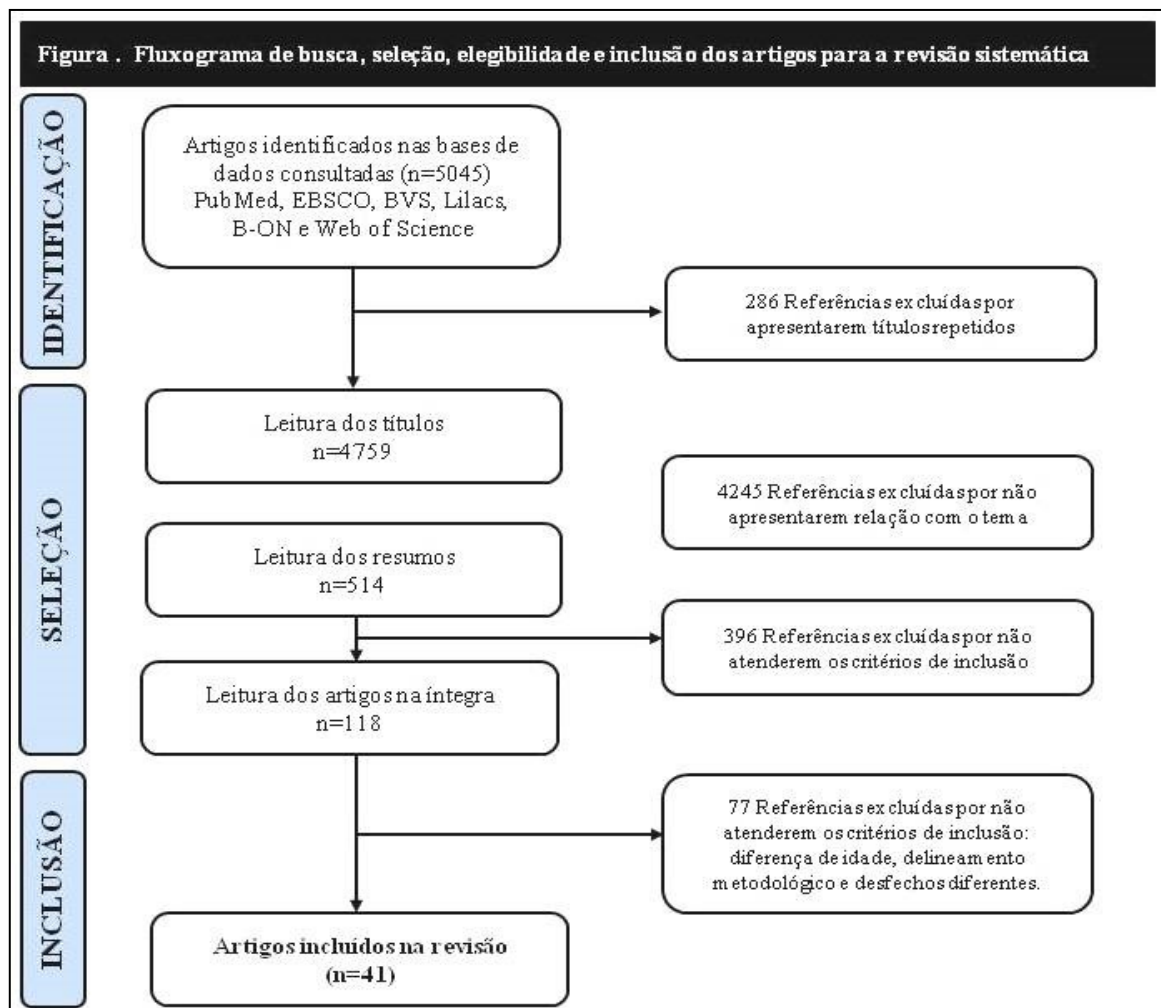 Figura . Fluxograma de busca, seleção, elegibilidade e inclusão dos artigos para a revisão sistemática
IDENTIFICAÇÃO
Artigos identificados nas bases de
dados consultadas (n=5045)
PubMed, EBSCO, BVS, Lilacs,
B-ON e Web of Science
286 Referências excluídas por
apresentarem títulos repetidos
SELEÇÃO
Leitura dos títulos
n=4759
4245 Referências excluídas por não
apresentarem relação com o tema
Leitura dos resumos
n=514
396 Referências excluídas por não
atenderem os critérios de inclusão
Leitura dos artigos na íntegra
n=118
INCLUSÃO
77 Referências excluídas por não
atenderem os critérios de inclusão:
diferença de idade, delineamento
metodológico e desfechos diferentes.
Artigos incluídos na revisão
(n=41)